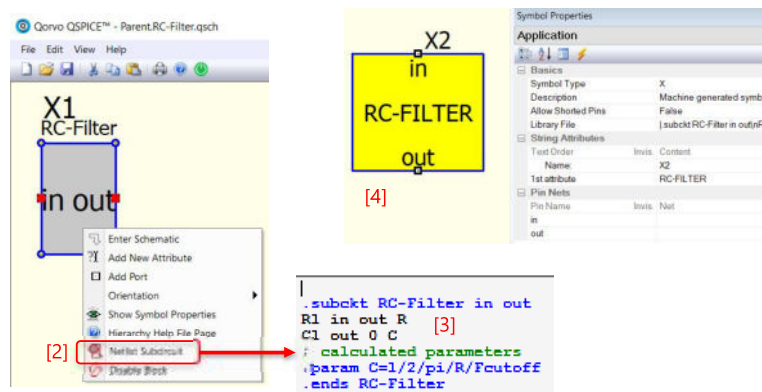 Qorvo QSPICE™ - Parent.RC-Filter.qsch
File Edit View Help
X1
RC-Filter
in out
Enter Schematic
Add New Attribute
Add Port
Orientation
Show Symbol Properties
Hierarchy Help File Page
[2] Netlist Subcircuit
Disable Block
X2
in
RC-FILTER
out
[4]
Symbol Properties
Application
Basics
Symbol Type X
Description Machine generated symb
Allow Shorted Pins False
Library File |.subckt RC-Filter in out\nR
String Attributes
Text Order Invis. Content
Name: X2
1st attribute RC-FILTER
Pin Nets
Pin Name Invis. Net
in
out
.subckt RC-Filter in out
R1 in out R
C1 out 0 C
[3]
; calculated parameters
.param C=1/2/pi/R/Fcutoff
.ends RC-Filter